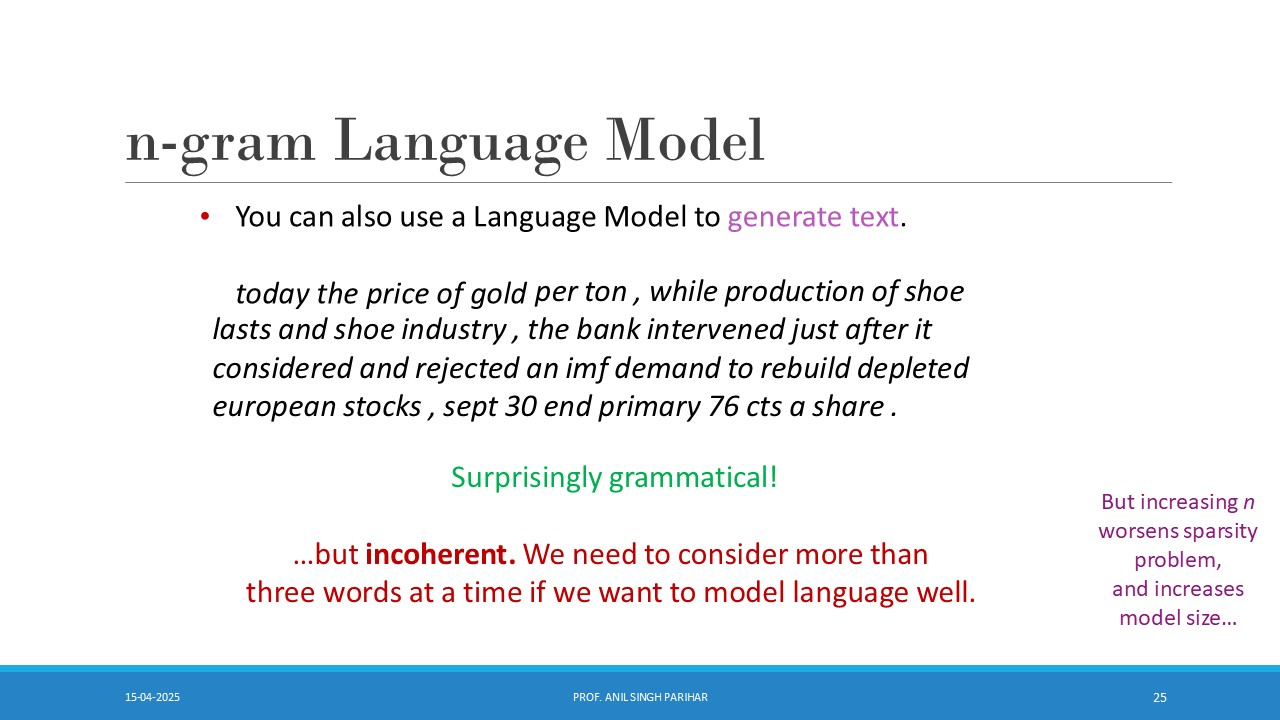 n-gram Language Model
• You can also use a Language Model to generate text.
today the price of gold per ton , while production of shoe
lasts and shoe industry , the bank intervened just after it
considered and rejected an imf demand to rebuild depleted
european stocks , sept 30 end primary 76 cts a share .
Surprisingly grammatical!
…but incoherent. We need to consider more than
three words at a time if we want to model language well.
But increasing n
worsens sparsity
problem,
and increases
model size…
15-04-2025
PROF. ANIL SINGH PARIHAR
25